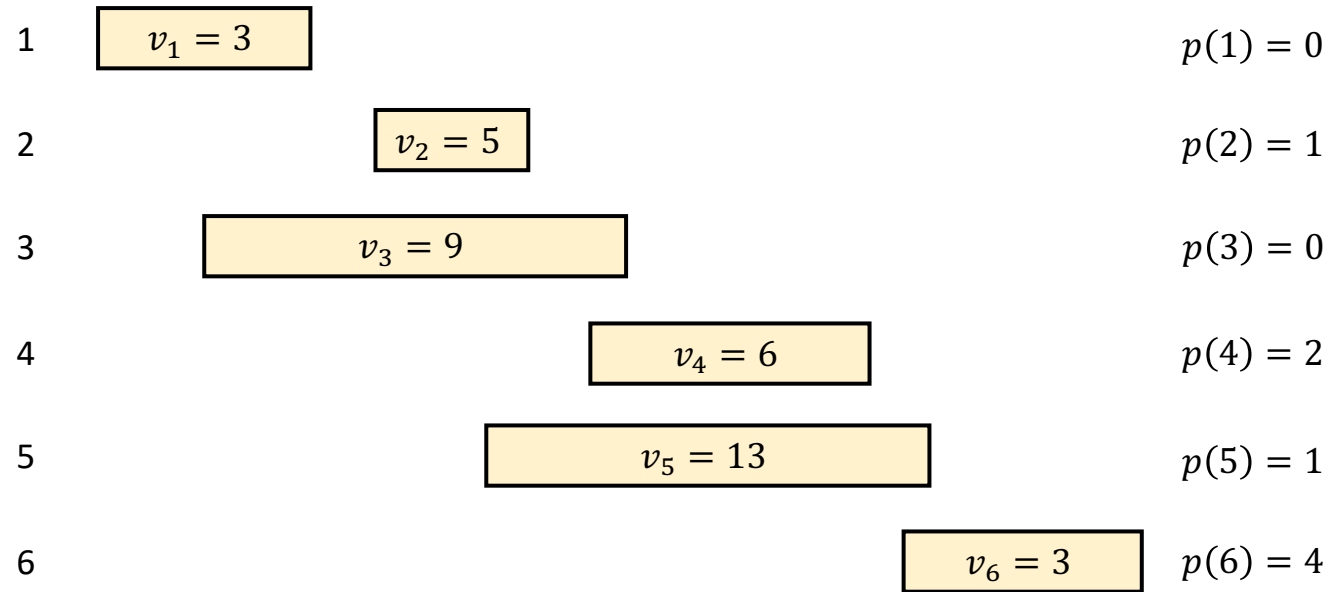 1 v₁ = 3 p(1) = 0
2 v₂ = 5 p(2) = 1
3 v₃ = 9 p(3) = 0
4 v₄ = 6 p(4) = 2
5 v₅ = 13 p(5) = 1
6 v₆ = 3 p(6) = 4